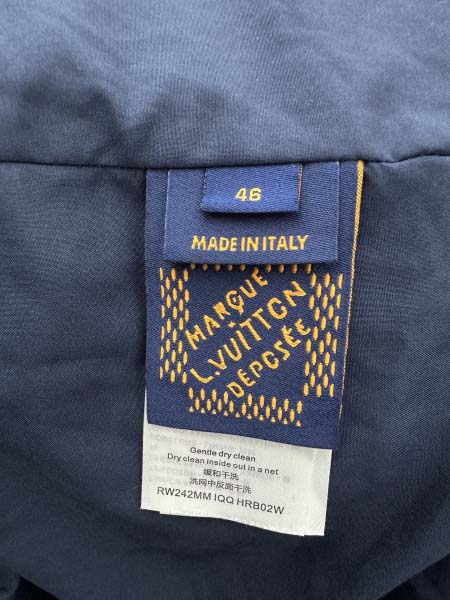 46
MADE IN ITALY
MARQUE
L.VUITTON
DÉPOSÉE
Gentle dry clean
Dry clean inside out in a net
缓和干洗
洗网中反面干洗
RW242MM IQQ HRB02W